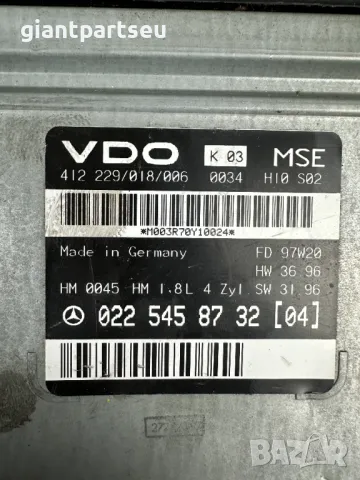 giantpartseu
VDO K 03 MSE
412 229/018/006 0034 H10 S02
*M003R70Y10024*
Made in Germany FD 97W20
HW 36 96
HM 0045 HM 1.8L 4 Zyl SW 31 96
022 545 87 32 [04]
bazar.bg